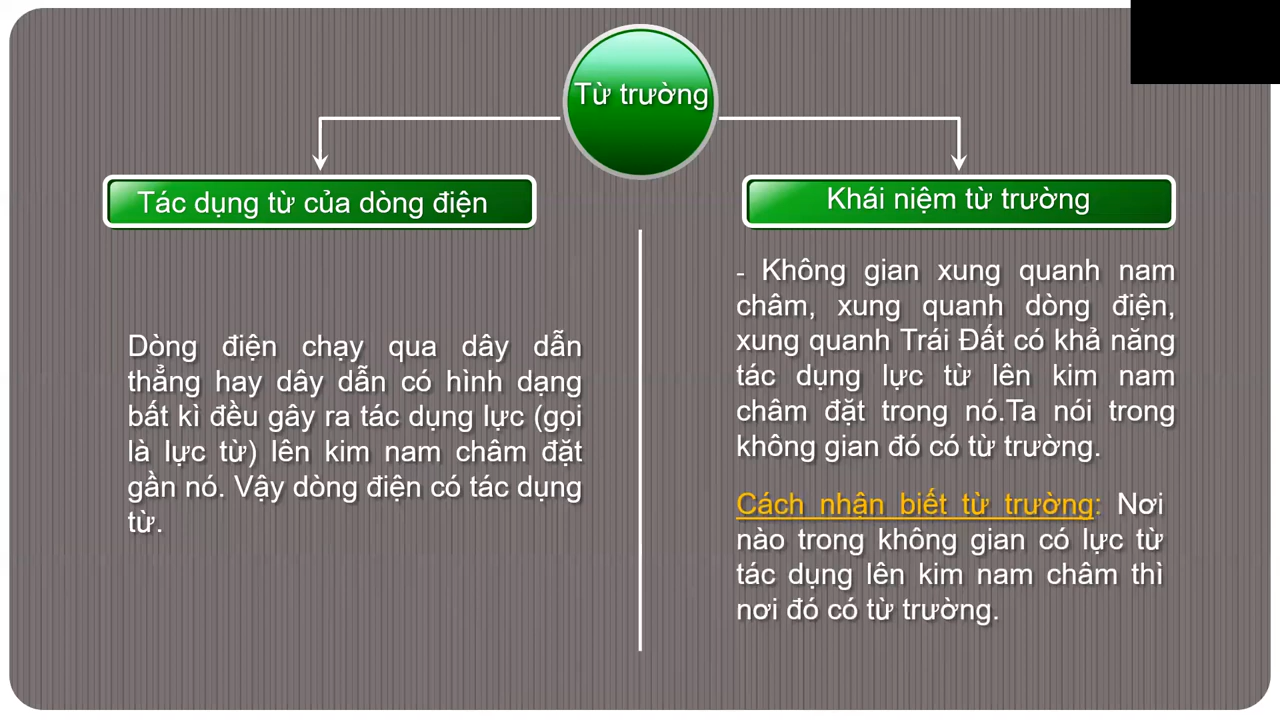 Từ trường
Tác dụng từ của dòng điện
Dòng điện chạy qua dây dẫn
thẳng hay dây dẫn có hình dạng
bất kì đều gây ra tác dụng lực (gọi
là lực từ) lên kim nam châm đặt
gần nó. Vậy dòng điện có tác dụng
từ.
Khái niệm từ trường
- Không gian xung quanh nam
châm, xung quanh dòng điện,
xung quanh Trái Đất có khả năng
tác dụng lực từ lên kim nam
châm đặt trong nó.Ta nói trong
không gian đó có từ trường.
Cách nhận biết từ trường: Nơi
nào trong không gian có lực từ
tác dụng lên kim nam châm thì
nơi đó có từ trường.